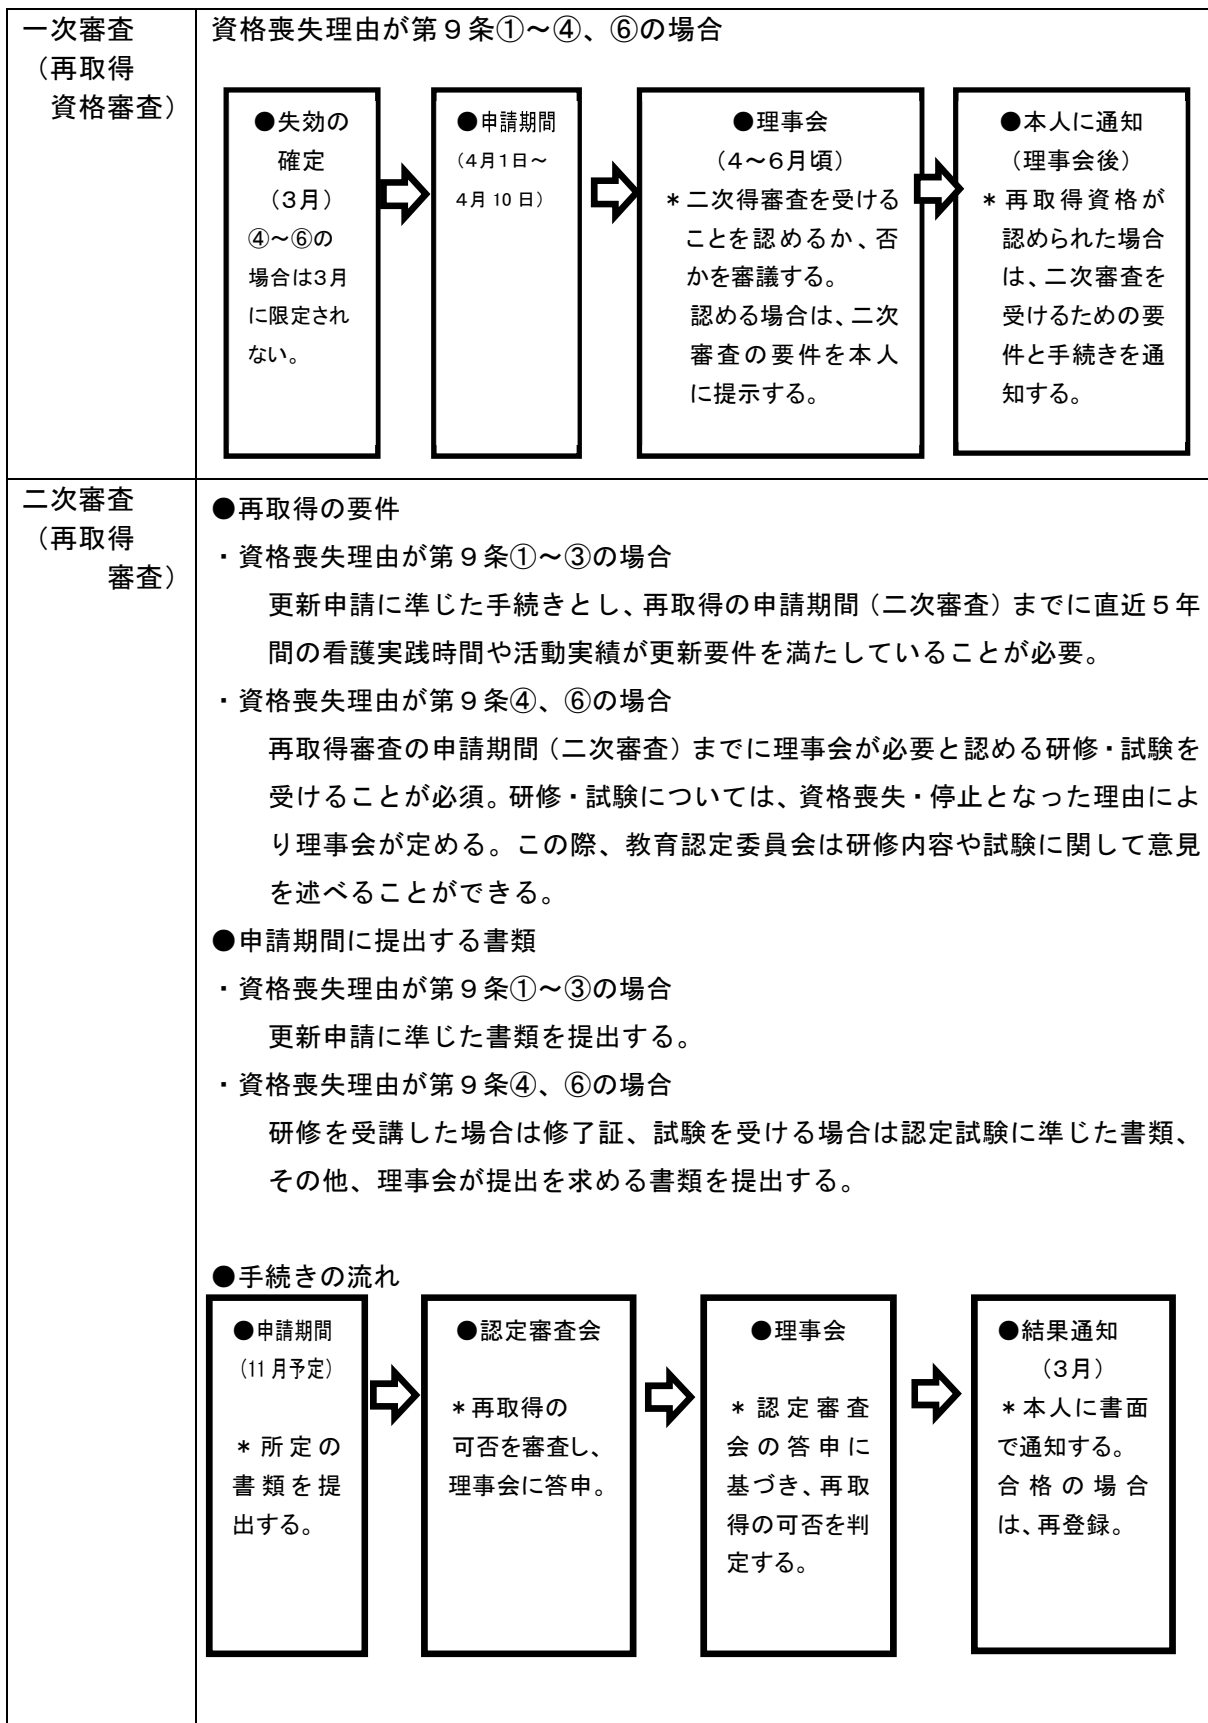 一次審査
（再取得
資格審査）
資格喪失理由が第９条①～④、⑥の場合
●失効の
確定
（３月）
④～⑥の
場合は３月
に限定され
ない。
●申請期間
（４月１日～
４月 10 日）
●理事会
（４～６月頃）
＊二次得審査を受ける
ことを認めるか、否
かを審議する。
認める場合は、二次
審査の要件を本人
に提示する。
●本人に通知
（理事会後）
＊再取得資格が
認められた場合
は、二次審査を
受けるための要
件と手続きを通
知する。
二次審査
（再取得
審査）
●再取得の要件
・資格喪失理由が第９条①～③の場合
更新申請に準じた手続きとし、再取得の申請期間（二次審査）までに直近５年
間の看護実践時間や活動実績が更新要件を満たしていることが必要。
・資格喪失理由が第９条④、⑥の場合
再取得審査の申請期間（二次審査）までに理事会が必要と認める研修・試験を
受けることが必須。研修・試験については、資格喪失・停止となった理由によ
り理事会が定める。この際、教育認定委員会は研修内容や試験に関して意見
を述べることができる。
●申請期間に提出する書類
・資格喪失理由が第９条①～③の場合
更新申請に準じた書類を提出する。
・資格喪失理由が第９条④、⑥の場合
研修を受講した場合は修了証、試験を受ける場合は認定試験に準じた書類、
その他、理事会が提出を求める書類を提出する。
●手続きの流れ
●申請期間
（11 月予定）
＊所定の
書類を提
出する。
●認定審査会
＊再取得の
可否を審査し、
理事会に答申。
●理事会
＊認定審査
会の答申に
基づき、再取
得の可否を判
定する。
●結果通知
（３月）
＊本人に書面
で通知する。
合格の場合
は、再登録。